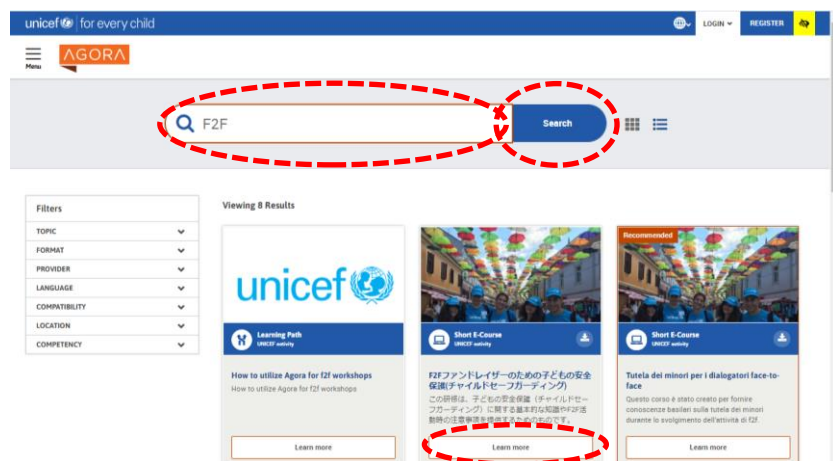 unicef for every child
LOGIN
REGISTER
Menu
AGORA
F2F
Search
Filters
TOPIC
FORMAT
PROVIDER
LANGUAGE
COMPATIBILITY
LOCATION
COMPETENCY
Viewing 8 Results
unicef
Learning Path
UNICEF activity
How to utilize Agora for f2f workshops
How to utilize Agora for f2f workshops
Learn more
Short E-Course
UNICEF activity
F2Fファンドレイザーのための子どもの安全
保護(チャイルドセーフガーディング)
この研修は、子どもの安全保護（チャイルドセー
フガーディング）に関する基本的な知識やF2F活
動時の注意事項を提供するためのものです。
Learn more
Recommended
Short E-Course
UNICEF activity
Tutela dei minori per i dialogatori face-to-
face
Questo corso è stato creato per fornire
conoscenze basilari sulla tutela dei minori
durante lo svolgimento dell'attività di f2f.
Learn more